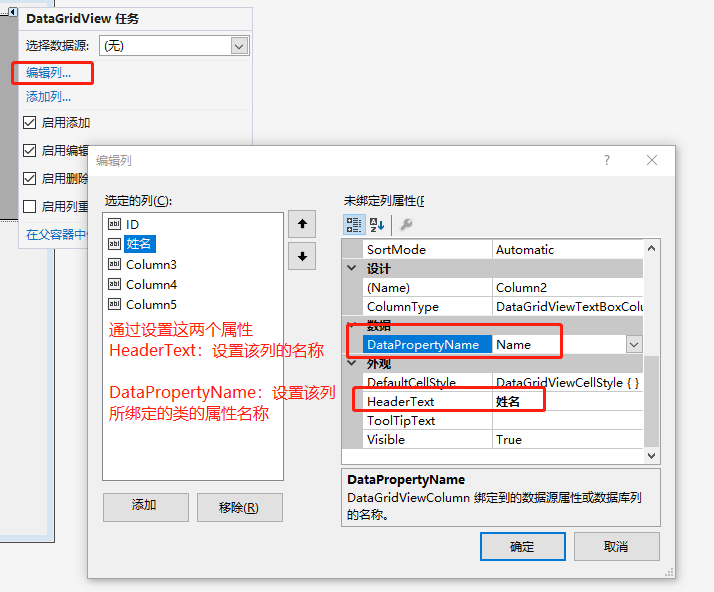 DataGridView 任务
选择数据源: (无)
编辑列...
添加列...
启用添加
启用编辑
启用删除
启用列重
在父容器中
编辑列
?
选定的列(C):
ID
姓名
Column3
Column4
Column5
通过设置这两个属性
HeaderText：设置该列的名称
DataPropertyName：设置该列
所绑定的类的属性名称
添加
移除(R)
未绑定列属性(P
SortMode Automatic
设计
(Name) Column2
ColumnType DataGridViewTextBoxColu
数据
DataPropertyName Name
外观
DefaultCellStyle DataGridViewCellStyle { }
HeaderText 姓名
ToolTipText
Visible True
DataPropertyName
DataGridViewColumn 绑定到的数据源属性或数据库列
的名称。
确定
取消